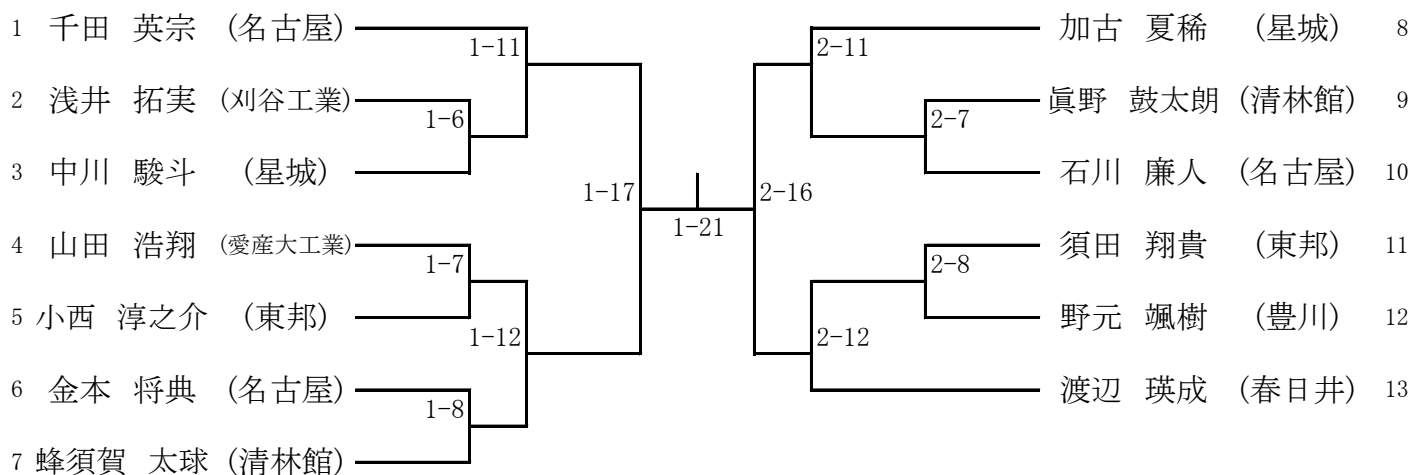 1 千田 英宗 (名古屋)
1-11
2 浅井 拓実 (刈谷工業)
1-6
3 中川 駿斗 (星城)
1-17
4 山田 浩翔 (愛産大工業)
1-7
5 小西 淳之介 (東邦)
1-12
6 金本 将典 (名古屋)
1-8
7 蜂須賀 太球 (清林館)
1-21
加古 夏稀 (星城) 8
2-11
眞野 鼓太朗 (清林館) 9
2-7
石川 廉人 (名古屋) 10
2-16
須田 翔貴 (東邦) 11
2-8
野元 颯樹 (豊川) 12
2-12
渡辺 瑛成 (春日井) 13